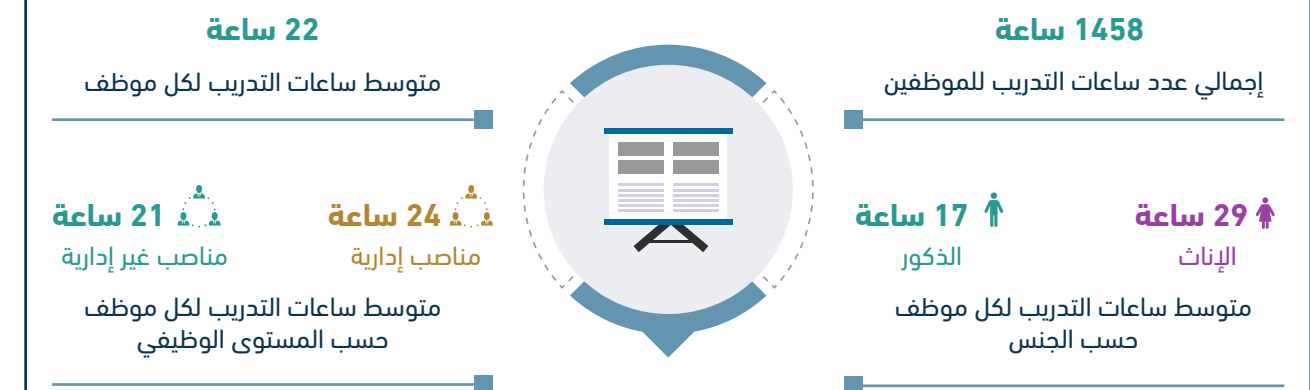 1458 ساعة
إجمالي عدد ساعات التدريب للموظفين
22 ساعة
متوسط ساعات التدريب لكل موظف
29 ساعة
الإناث
17 ساعة
الذكور
متوسط ساعات التدريب لكل موظف
حسب الجنس
24 ساعة
مناصب إدارية
21 ساعة
مناصب غير إدارية
متوسط ساعات التدريب لكل موظف
حسب المستوى الوظيفي